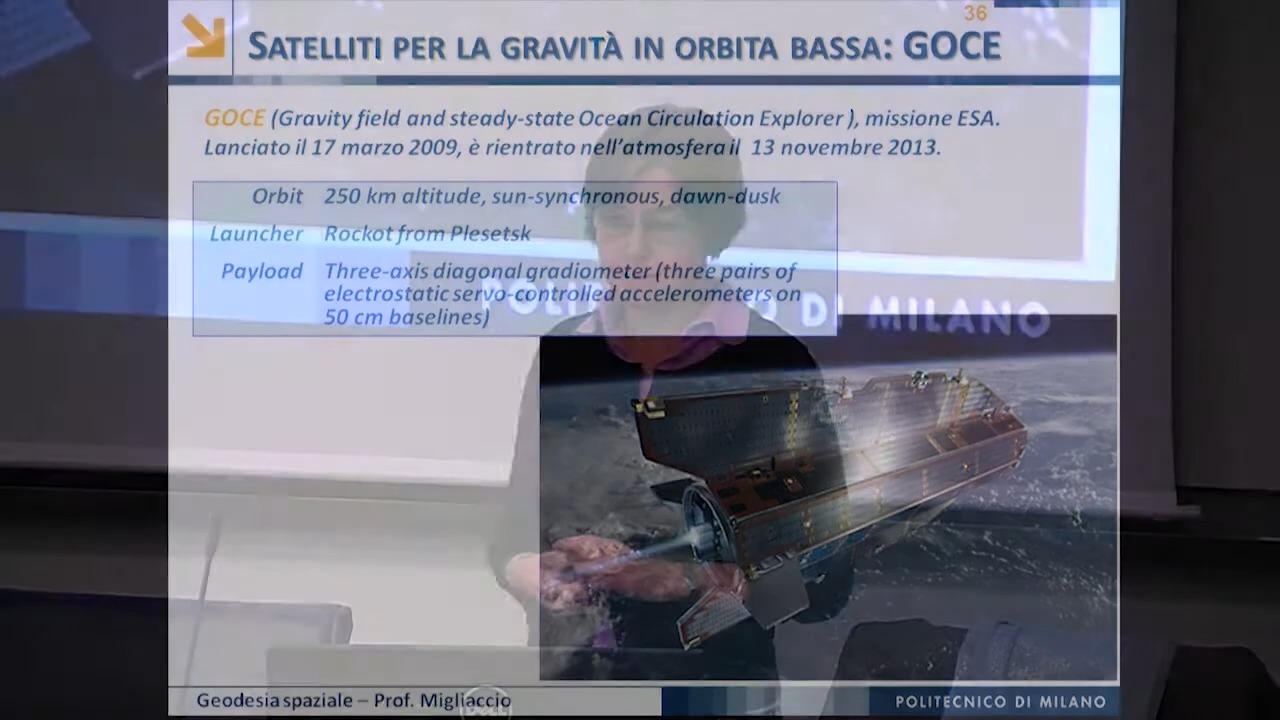 36
SATELLITI PER LA GRAVITÀ IN ORBITA BASSA: GOCE
GOCE (Gravity field and steady-state Ocean Circulation Explorer ), missione ESA.
Lanciato il 17 marzo 2009, è rientrato nell'atmosfera il 13 novembre 2013.
Orbit 250 km altitude, sun-synchronous, dawn-dusk
Launcher Rockot from Plesetsk
Payload Three-axis diagonal gradiometer (three pairs of
electrostatic servo-controlled accelerometers on
50 cm baselines)
DI MILANO
Geodesia spaziale – Prof. Migliaccio
DELL
POLITECNICO DI MILANO